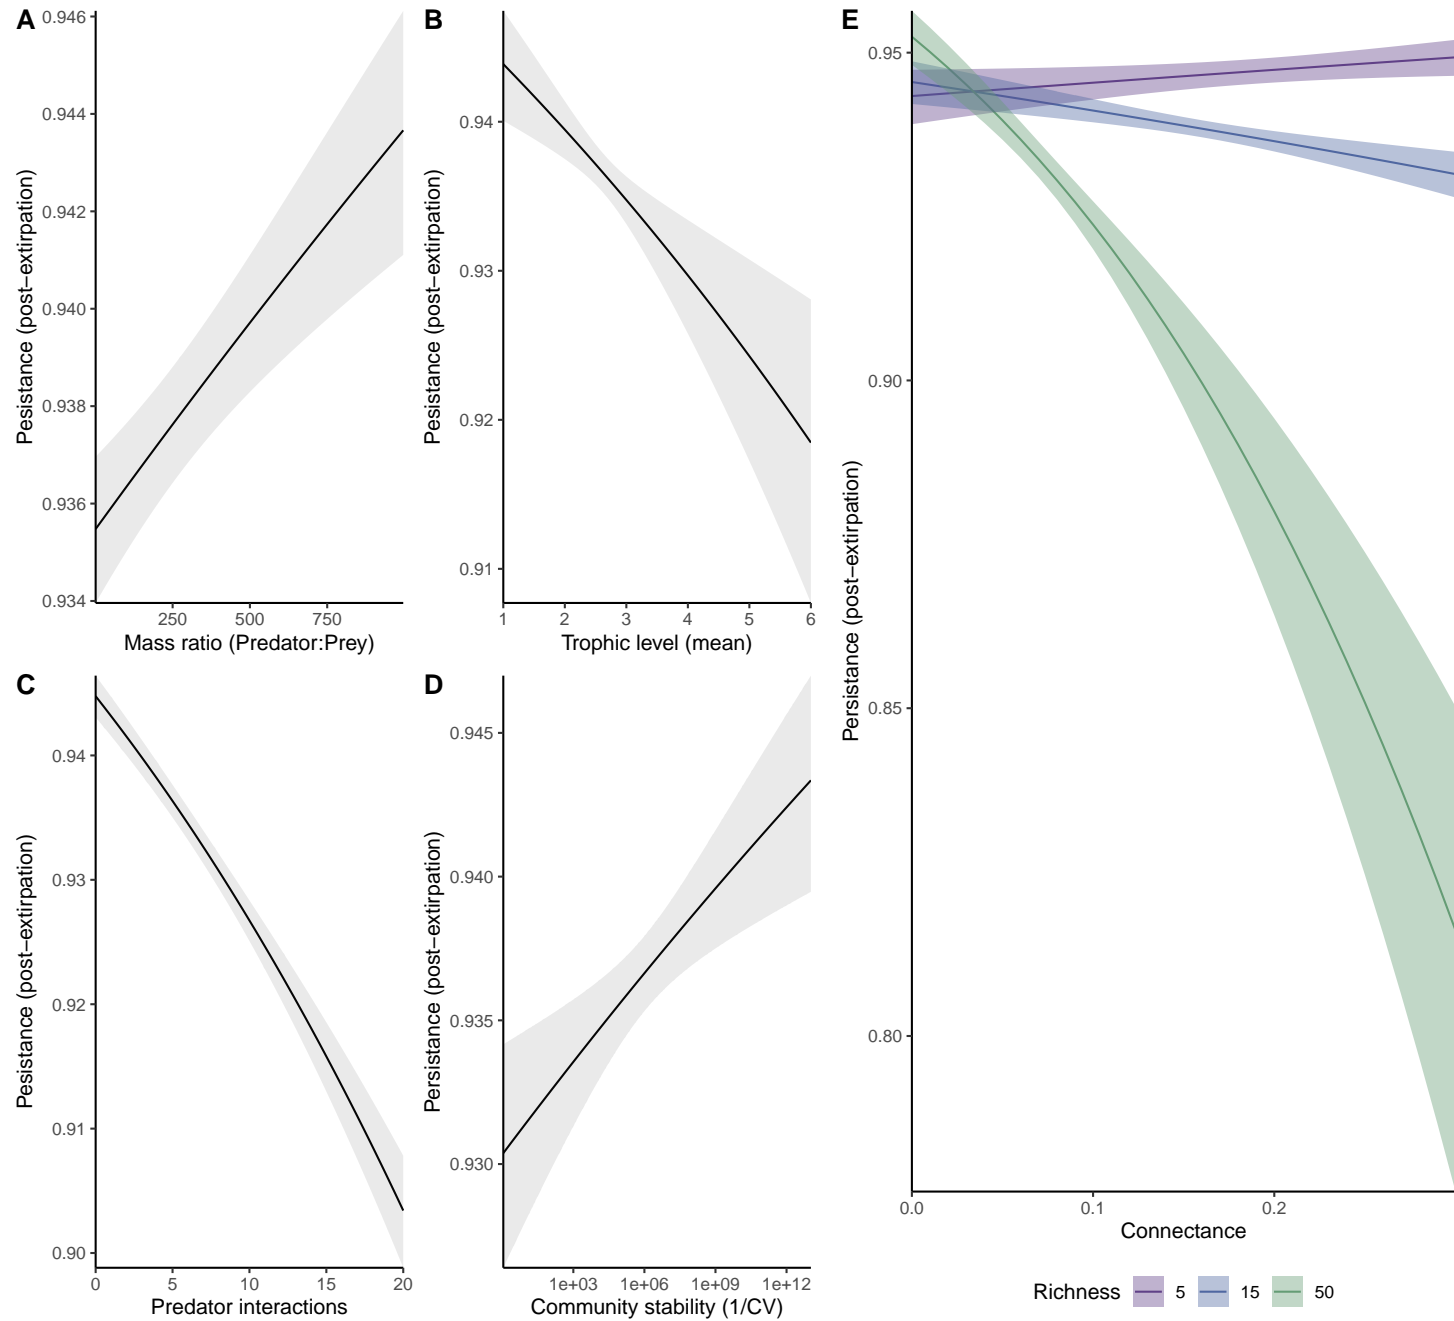 A
Pesistance (post−extirpation)
0.946
0.944
0.942
0.940
0.938
0.936
0.934
250 500 750
Mass ratio (Predator:Prey)
B
Pesistance (post−extirpation)
0.94
0.93
0.92
0.91
1 2 3 4 5 6
Trophic level (mean)
C
Pesistance (post−extirpation)
0.94
0.93
0.92
0.91
0.90
0 5 10 15 20
Predator interactions
D
Persistance (post−extirpation)
0.945
0.940
0.935
0.930
1e+03 1e+06 1e+09 1e+12
Community stability (1/CV)
E
Persistance (post−extirpation)
0.95
0.90
0.85
0.80
0.0 0.1 0.2
Connectance
Richness 5 15 50